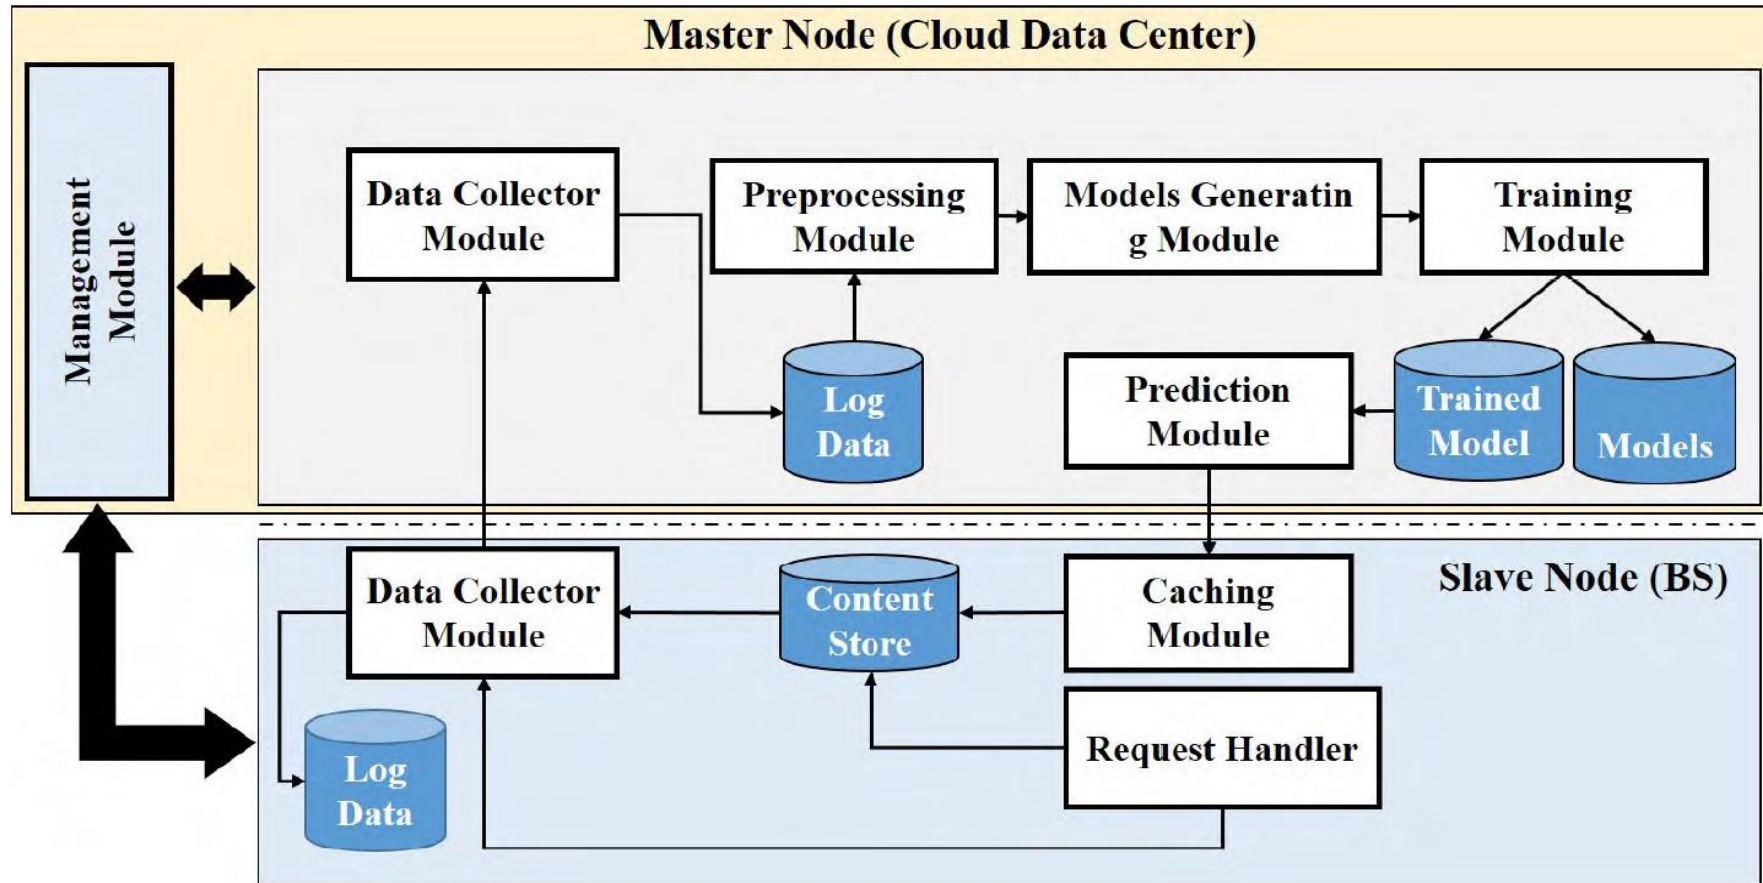 Master Node (Cloud Data Center)
Management
Module
Data Collector
Module
Preprocessing
Module
Models Generatin
g Module
Training
Module
Log
Data
Prediction
Module
Trained
Model
Models
Slave Node (BS)
Data Collector
Module
Content
Store
Caching
Module
Request Handler
Log
Data